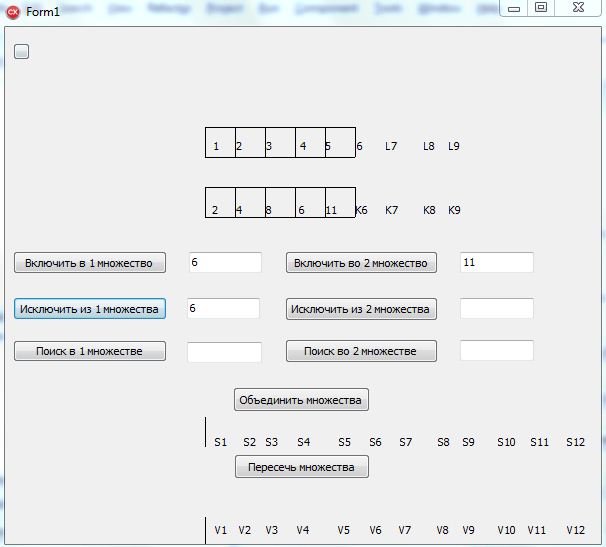 CX Form1
1 2 3 4 5 6 L7 L8 L9
2 4 8 6 11 K6 K7 K8 K9
Включить в 1 множество 6 Включить во 2 множество 11
Исключить из 1 множества 6 Исключить из 2 множества
Поиск в 1 множестве Поиск во 2 множестве
Объединить множества
S1 S2 S3 S4 S5 S6 S7 S8 S9 S10 S11 S12
Пересечь множества
V1 V2 V3 V4 V5 V6 V7 V8 V9 V10 V11 V12